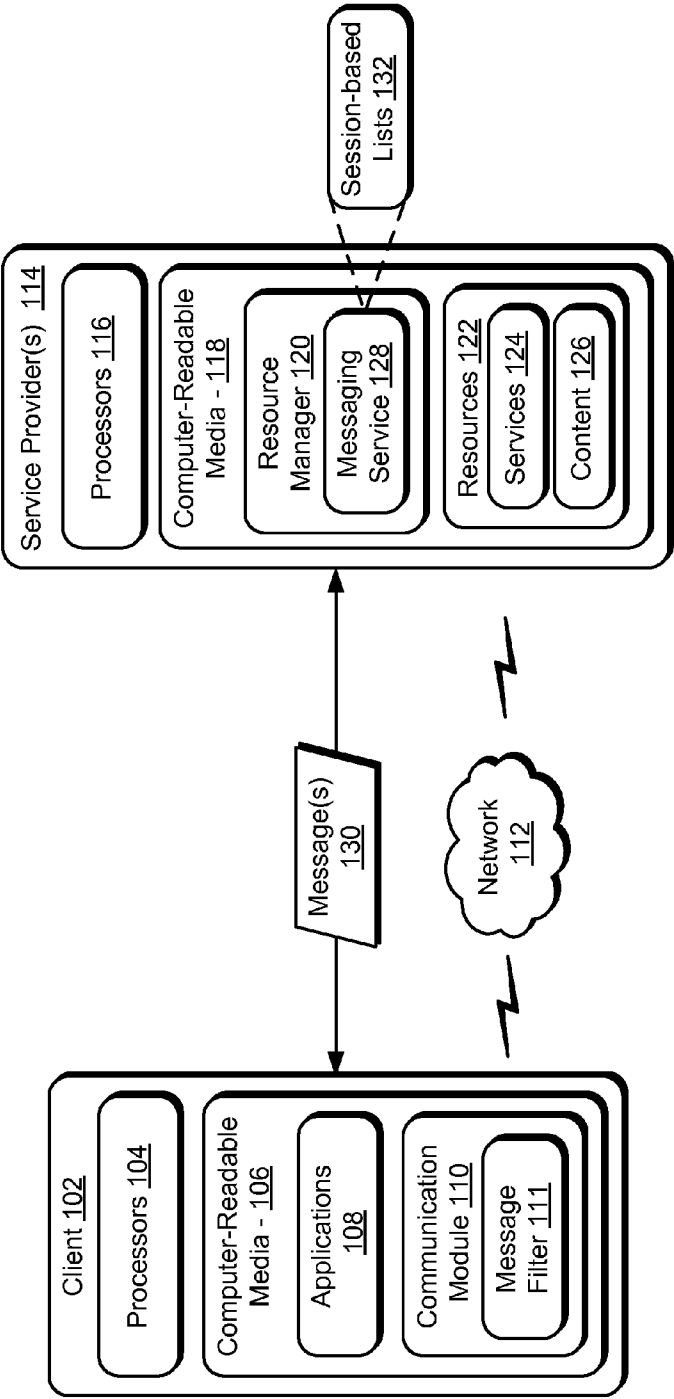 Client 102
Processors 104
Computer-Readable
Media - 106
Applications
108
Communication
Module 110
Message
Filter 111
Message(s)
130
Network
112
Service Provider(s) 114
Processors 116
Computer-Readable
Media - 118
Resource
Manager 120
Messaging
Service 128
Resources 122
Services 124
Content 126
Session-based
Lists 132